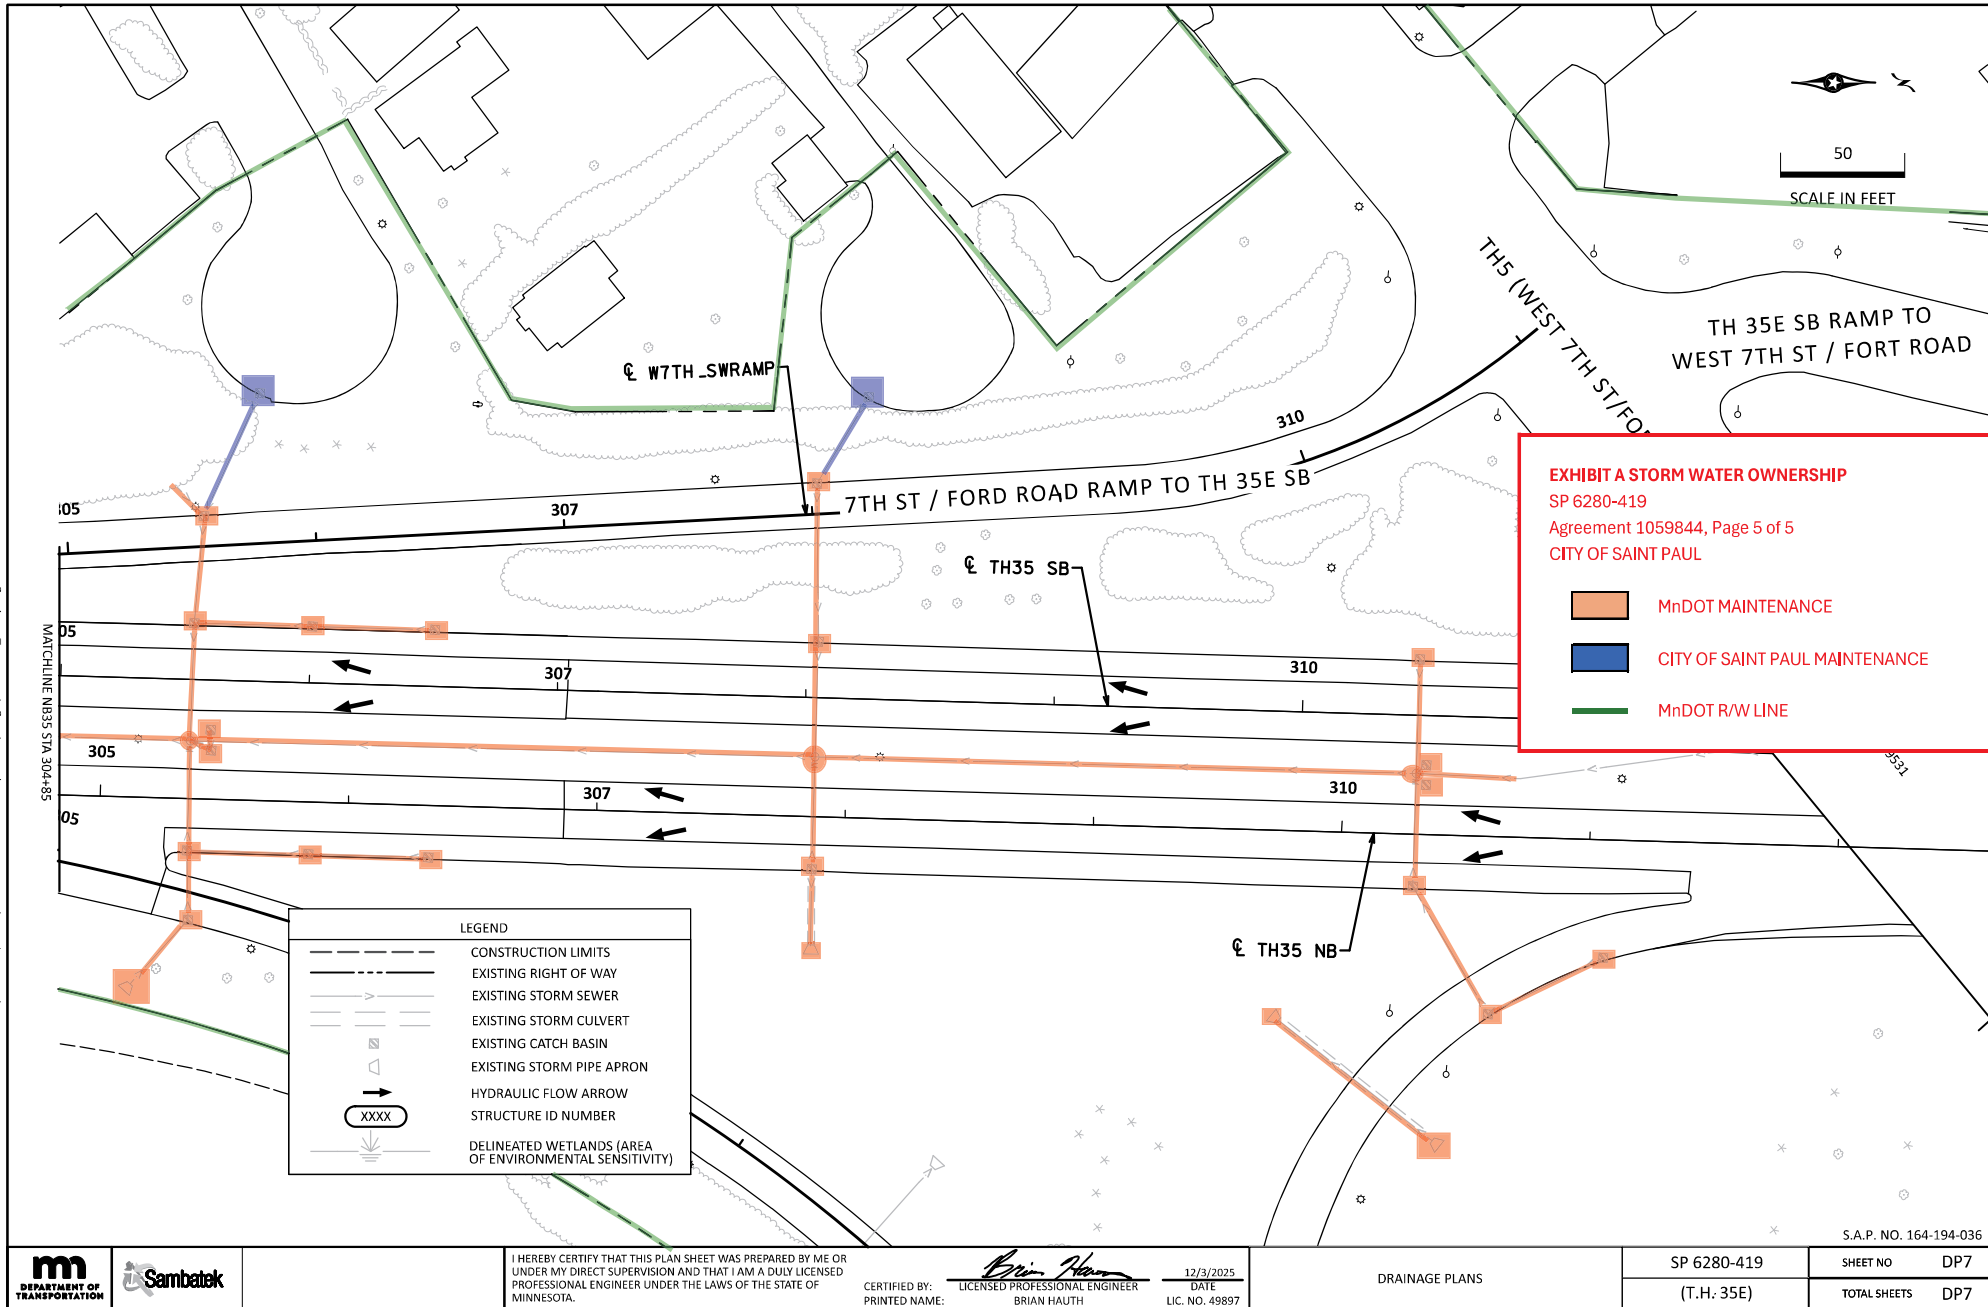 50
SCALE IN FEET
TH5 (WEST 7TH ST/FO
TH 35E SB RAMP TO
WEST 7TH ST / FORT ROAD
℄ W7TH_SWRAMP
310
7TH ST / FORD ROAD RAMP TO TH 35E SB
305
307
℄ TH35 SB
EXHIBIT A STORM WATER OWNERSHIP
SP 6280-419
Agreement 1059844, Page 5 of 5
CITY OF SAINT PAUL
MnDOT MAINTENANCE
CITY OF SAINT PAUL MAINTENANCE
MnDOT R/W LINE
MATCHLINE NB35 STA 304+85
05
307
310
305
307
310
9531
05
℄ TH35 NB
LEGEND
CONSTRUCTION LIMITS
EXISTING RIGHT OF WAY
EXISTING STORM SEWER
EXISTING STORM CULVERT
EXISTING CATCH BASIN
EXISTING STORM PIPE APRON
HYDRAULIC FLOW ARROW
XXXX STRUCTURE ID NUMBER
DELINEATED WETLANDS (AREA
OF ENVIRONMENTAL SENSITIVITY)
S.A.P. NO. 164-194-036
m
DEPARTMENT OF
TRANSPORTATION
Sambatek
I HEREBY CERTIFY THAT THIS PLAN SHEET WAS PREPARED BY ME OR
UNDER MY DIRECT SUPERVISION AND THAT I AM A DULY LICENSED
PROFESSIONAL ENGINEER UNDER THE LAWS OF THE STATE OF
MINNESOTA.
CERTIFIED BY:
LICENSED PROFESSIONAL ENGINEER
PRINTED NAME: BRIAN HAUTH
12/3/2025
DATE
LIC. NO. 49897
DRAINAGE PLANS
SP 6280-419
(T.H. 35E)
SHEET NO DP7
TOTAL SHEETS DP7